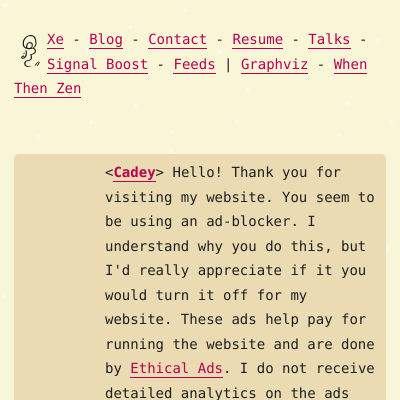 Xe - Blog - Contact - Resume - Talks -
Signal Boost - Feeds | Graphviz - When
Then Zen
<Cadey> Hello! Thank you for
visiting my website. You seem to
be using an ad-blocker. I
understand why you do this, but
I'd really appreciate if it you
would turn it off for my
website. These ads help pay for
running the website and are done
by Ethical Ads. I do not receive
detailed analytics on the ads